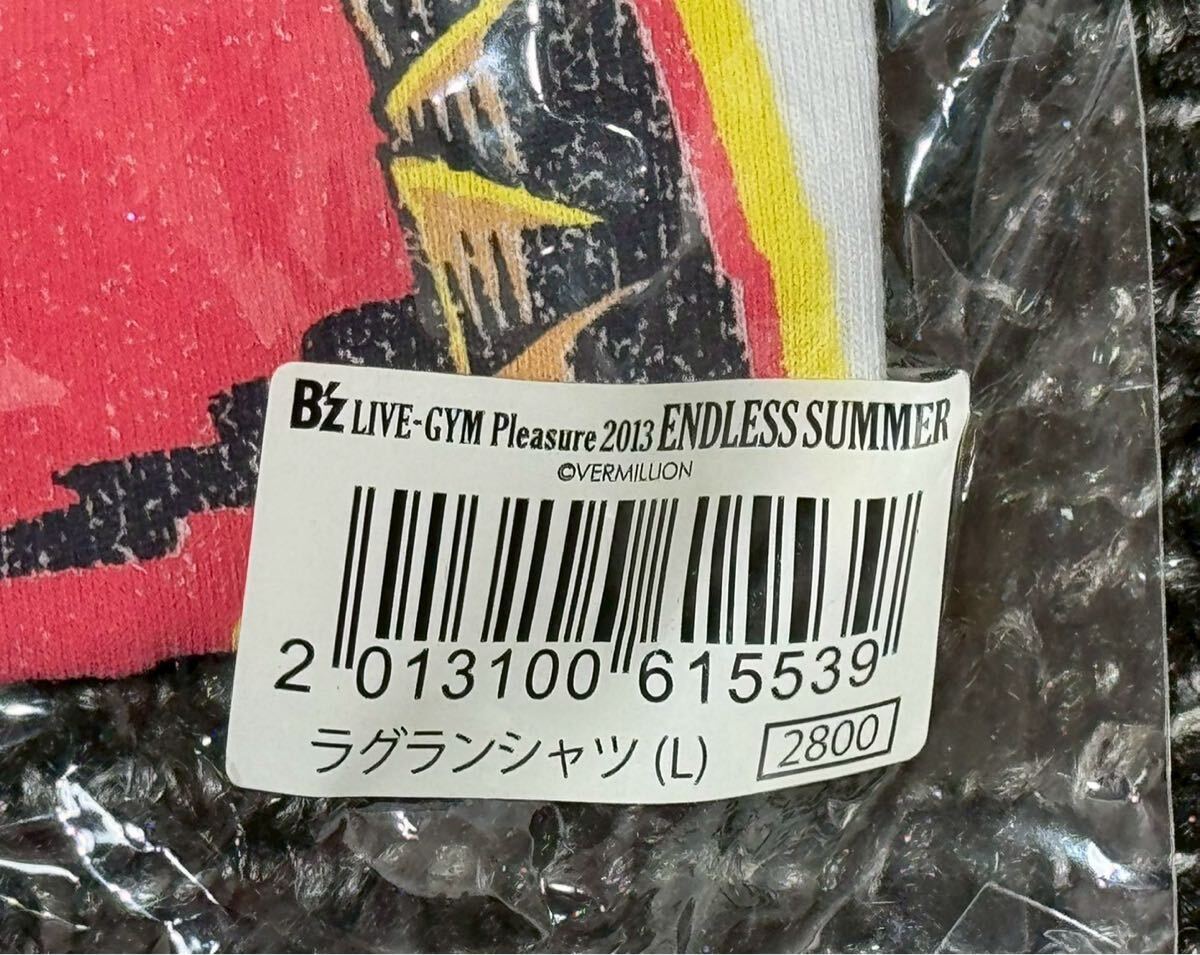 B'z LIVE-GYM Pleasure 2013 ENDLESS SUMMER
©VERMILLION
2 013100 615539
ラグランシャツ (L) 2800